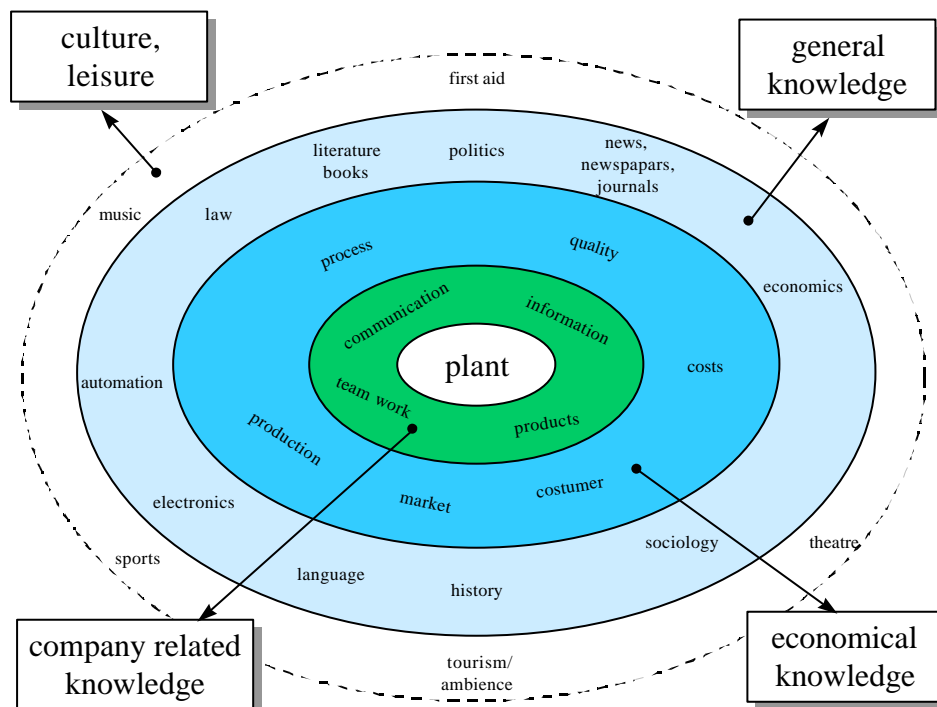 culture,
leisure
general
knowledge
first aid
literature
books
politics
news,
newspapars,
journals
music
law
process
quality
economics
communication
information
plant
costs
automation
team work
products
production
market
costumer
electronics
sociology
theatre
sports
language
history
company related
knowledge
tourism/
ambience
economical
knowledge